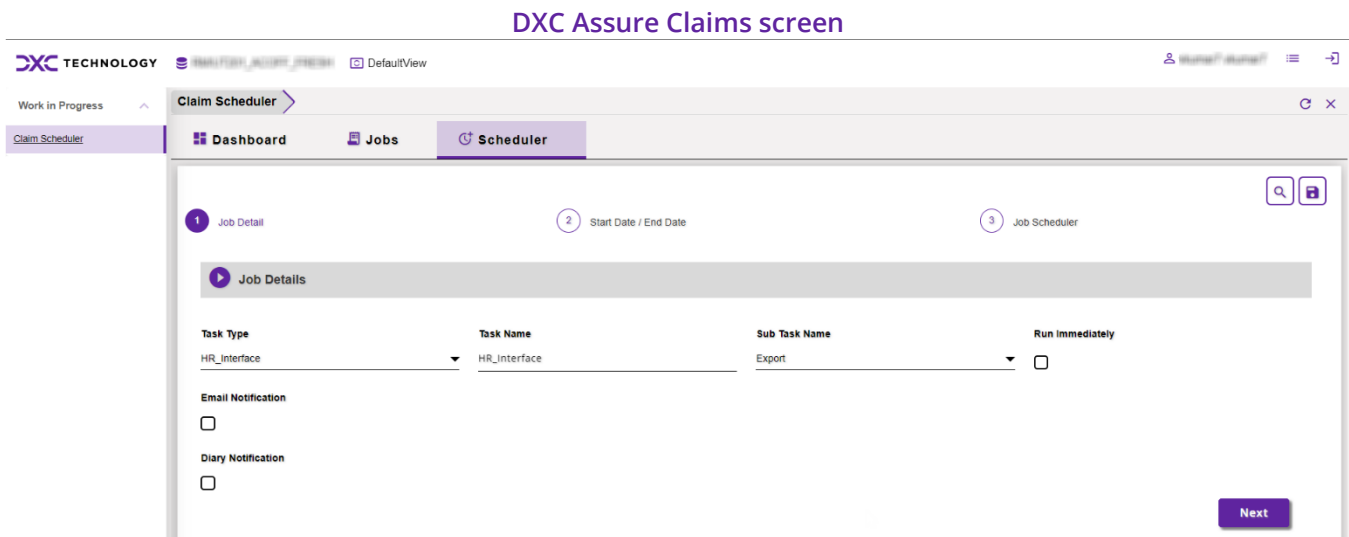 DXC Assure Claims screen
DXC TECHNOLOGY DefaultView
Work in Progress
Claim Scheduler
Claim Scheduler
Dashboard Jobs Scheduler
1 Job Detail 2 Start Date / End Date 3 Job Scheduler
Job Details
Task Type Task Name Sub Task Name Run Immediately
HR_Interface HR_Interface Export
Email Notification
Diary Notification
Next